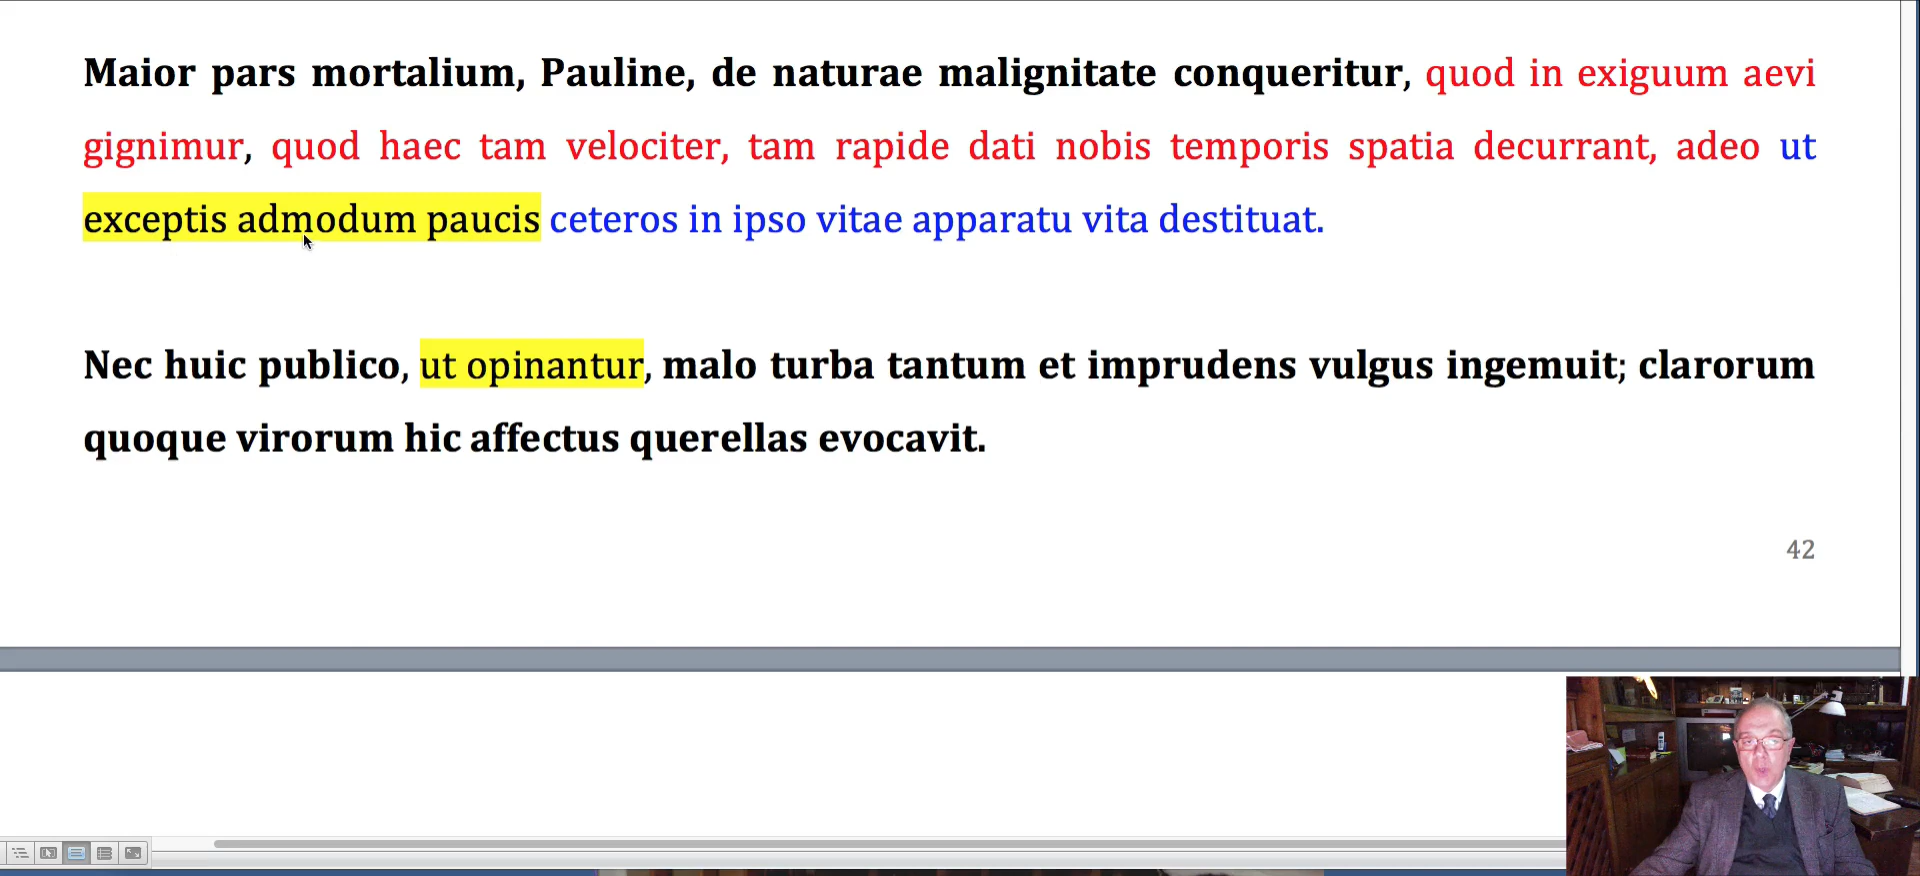 Maior pars mortalium, Pauline, de naturae malignitate conqueritur, quod in exiguum aevi
gignimur, quod haec tam velociter, tam rapide dati nobis temporis spatia decurrant, adeo ut
exceptis admodum paucis ceteros in ipso vitae apparatu vita destituat.
Nec huic publico, ut opinantur, malo turba tantum et imprudens vulgus ingemuit; clarorum
quoque virorum hic affectus querellas evocavit.
42